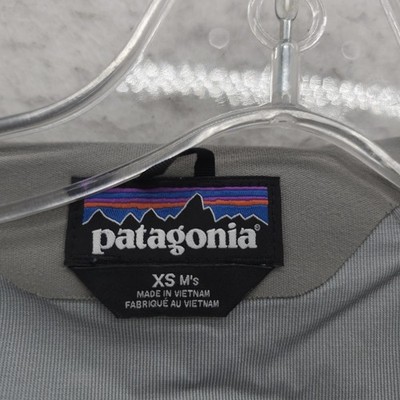 patagonia®
XS M's
MADE IN VIETNAM
FABRIQUÉ AU VIETNAM